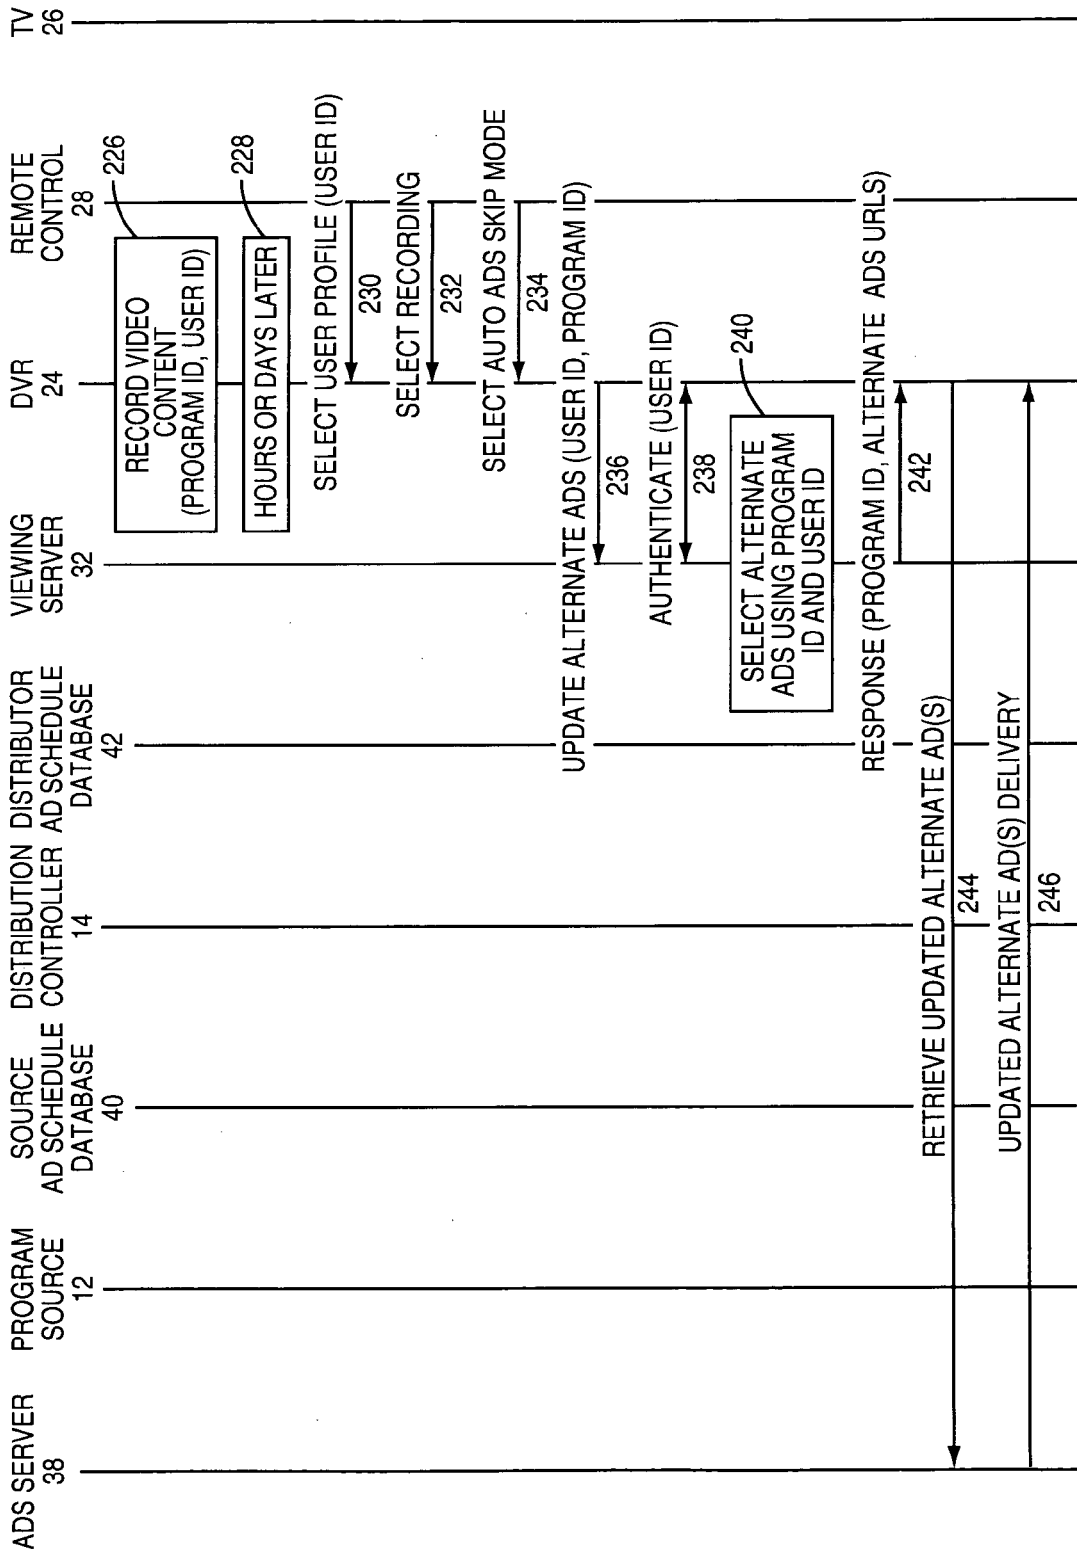 ADS SERVER
38
PROGRAM
SOURCE
12
SOURCE
AD SCHEDULE
DATABASE
40
DISTRIBUTION
CONTROLLER
14
DISTRIBUTOR
AD SCHEDULE
DATABASE
42
VIEWING
SERVER
32
DVR
24
REMOTE
CONTROL
28
TV
26
RECORD VIDEO
CONTENT
(PROGRAM ID, USER ID)
226
HOURS OR DAYS LATER
228
SELECT USER PROFILE (USER ID)
230
SELECT RECORDING
232
SELECT AUTO ADS SKIP MODE
234
UPDATE ALTERNATE ADS (USER ID, PROGRAM ID)
236
AUTHENTICATE (USER ID)
238
SELECT ALTERNATE
ADS USING PROGRAM
ID AND USER ID
240
RESPONSE (PROGRAM ID, ALTERNATE ADS URLS)
242
RETRIEVE UPDATED ALTERNATE AD(S)
244
UPDATED ALTERNATE AD(S) DELIVERY
246